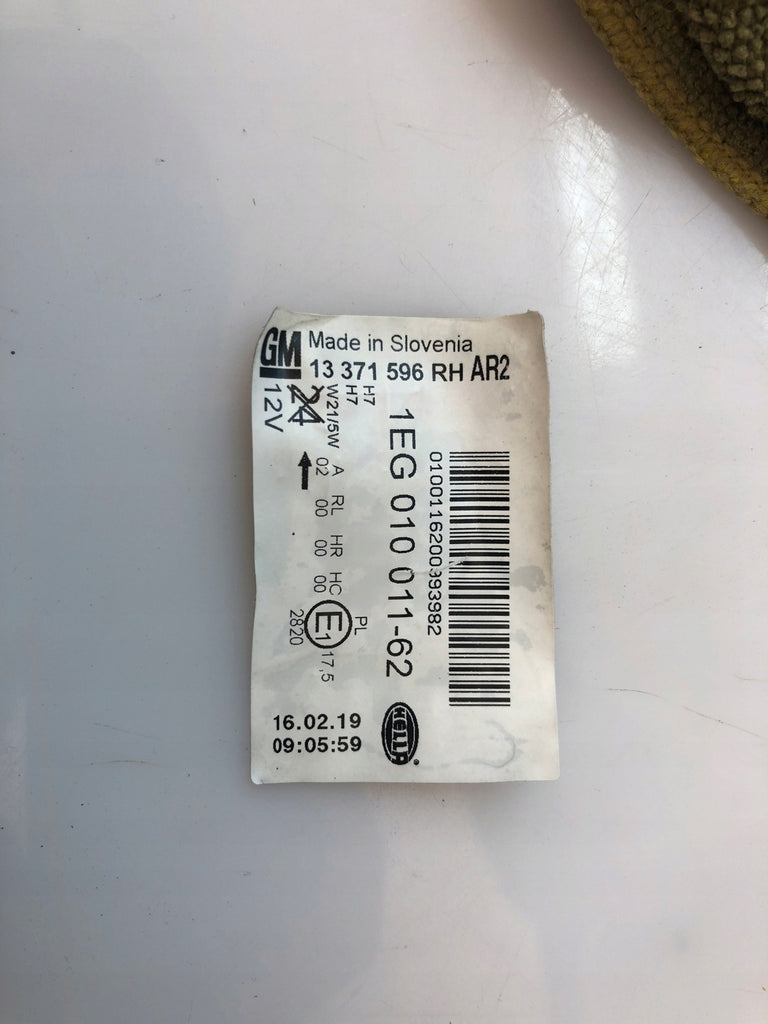 GM
Made in Slovenia
13 371 596 RH AR2
12V
24
W21/5W
H7
H7
1EG 010 011-62
A RL HR HC
02 00 00 00
E1
PL
17,5
2820
16.02.19
09:05:59
HELLA